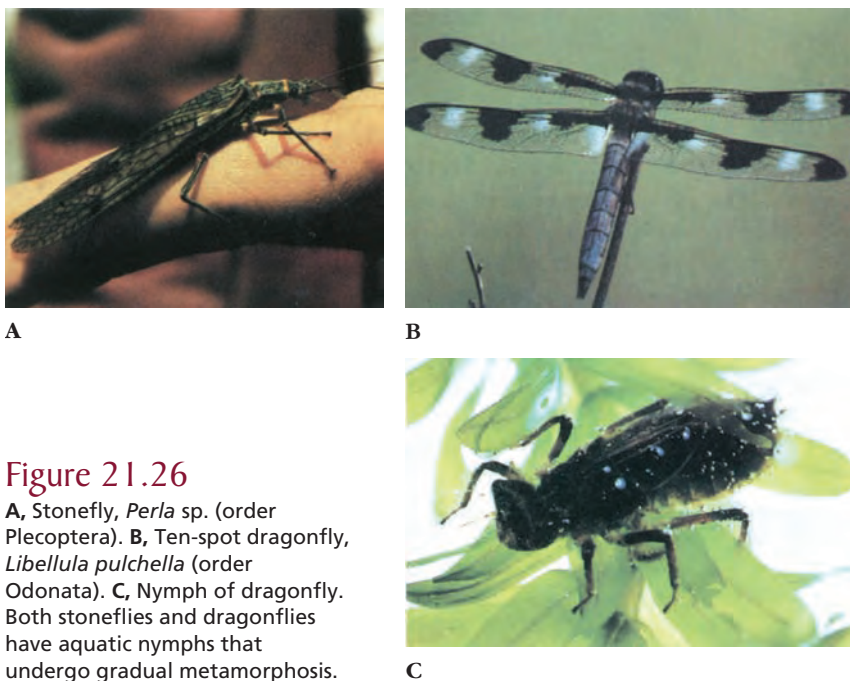 A
B
Figure 21.26
A, Stonefly, Perla sp. (order
Plecoptera). B, Ten-spot dragonfly,
Libellula pulchella (order
Odonata). C, Nymph of dragonfly.
Both stoneflies and dragonflies
have aquatic nymphs that
undergo gradual metamorphosis.
C